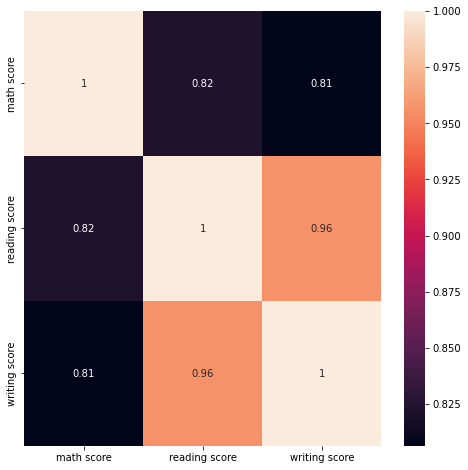 math score
1
0.82
0.81
reading score
0.82
1
0.96
writing score
0.81
0.96
1
math score
reading score
writing score
1.000
0.975
0.950
0.925
0.900
0.875
0.850
0.825